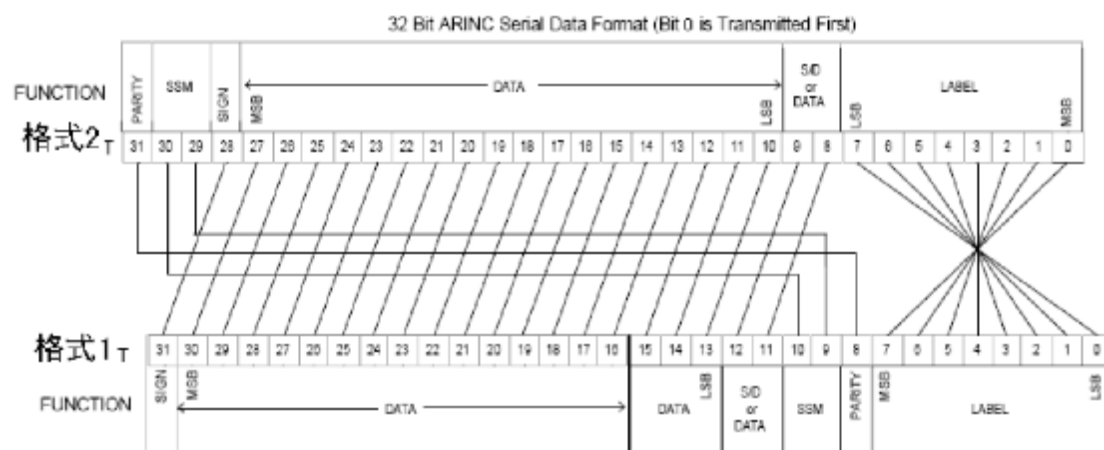 32 Bit ARINC Serial Data Format (Bit 0 is Transmitted First)
FUNCTION PARITY SSM SIGN MSB DATA LSB S/D or DATA LSB LABEL MSB
格式2T 31 30 29 28 27 26 25 24 23 22 21 20 19 18 17 16 15 14 13 12 11 10 9 8 7 6 5 4 3 2 1 0
格式1T 31 30 29 28 27 26 25 24 23 22 21 20 19 18 17 16 15 14 13 12 11 10 9 8 7 6 5 4 3 2 1 0
FUNCTION SIGN MSB DATA DATA LSB S/D or DATA SSM PARITY MSB LABEL LSB